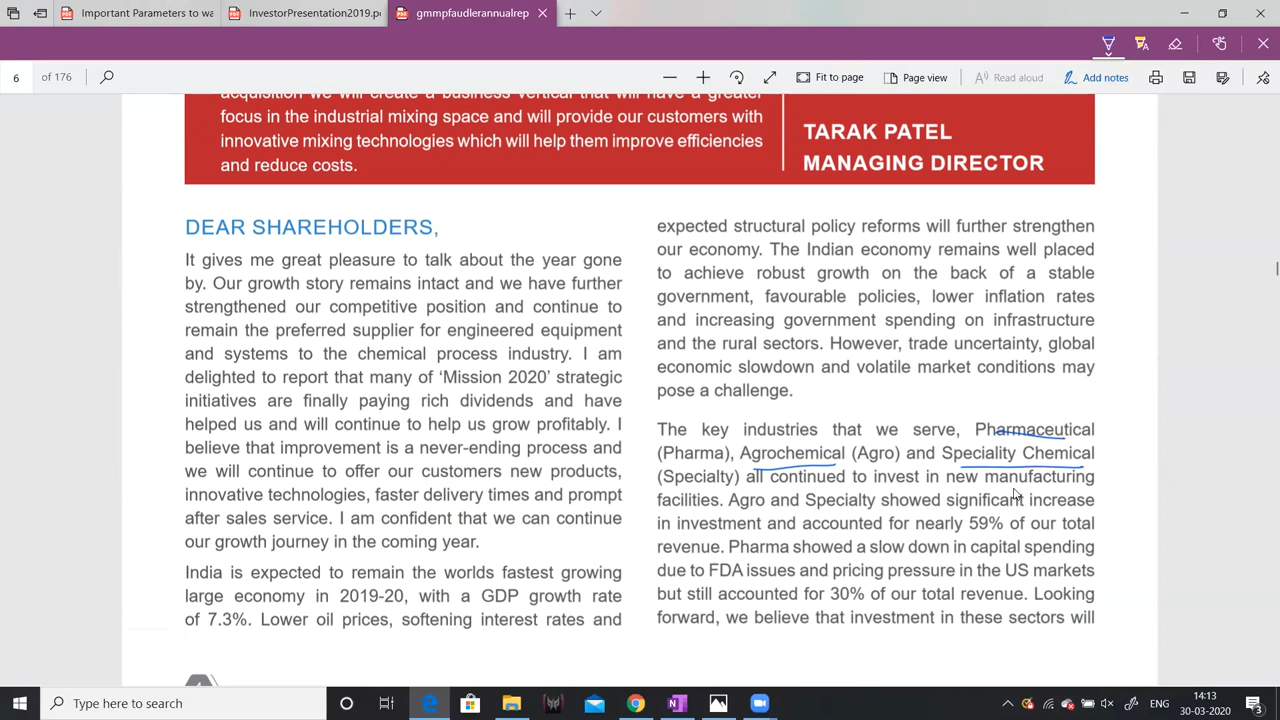 Important Parameters to wa
InvestorPresentation2019.p
gmmpfaudlerannualrep
6 of 176
Fit to page
Page view
Read aloud
Add notes
acquisition we will create a business vertical that will have a greater
focus in the industrial mixing space and will provide our customers with
innovative mixing technologies which will help them improve efficiencies
and reduce costs.
TARAK PATEL
MANAGING DIRECTOR
DEAR SHAREHOLDERS,
It gives me great pleasure to talk about the year gone
by. Our growth story remains intact and we have further
strengthened our competitive position and continue to
remain the preferred supplier for engineered equipment
and systems to the chemical process industry. I am
delighted to report that many of ‘Mission 2020’ strategic
initiatives are finally paying rich dividends and have
helped us and will continue to help us grow profitably. I
believe that improvement is a never-ending process and
we will continue to offer our customers new products,
innovative technologies, faster delivery times and prompt
after sales service. I am confident that we can continue
our growth journey in the coming year.
India is expected to remain the worlds fastest growing
large economy in 2019-20, with a GDP growth rate
of 7.3%. Lower oil prices, softening interest rates and
expected structural policy reforms will further strengthen
our economy. The Indian economy remains well placed
to achieve robust growth on the back of a stable
government, favourable policies, lower inflation rates
and increasing government spending on infrastructure
and the rural sectors. However, trade uncertainty, global
economic slowdown and volatile market conditions may
pose a challenge.
The key industries that we serve, Pharmaceutical
(Pharma), Agrochemical (Agro) and Speciality Chemical
(Specialty) all continued to invest in new manufacturing
facilities. Agro and Specialty showed significant increase
in investment and accounted for nearly 59% of our total
revenue. Pharma showed a slow down in capital spending
due to FDA issues and pricing pressure in the US markets
but still accounted for 30% of our total revenue. Looking
forward, we believe that investment in these sectors will
Type here to search
ENG
14:13
30-03-2020
3